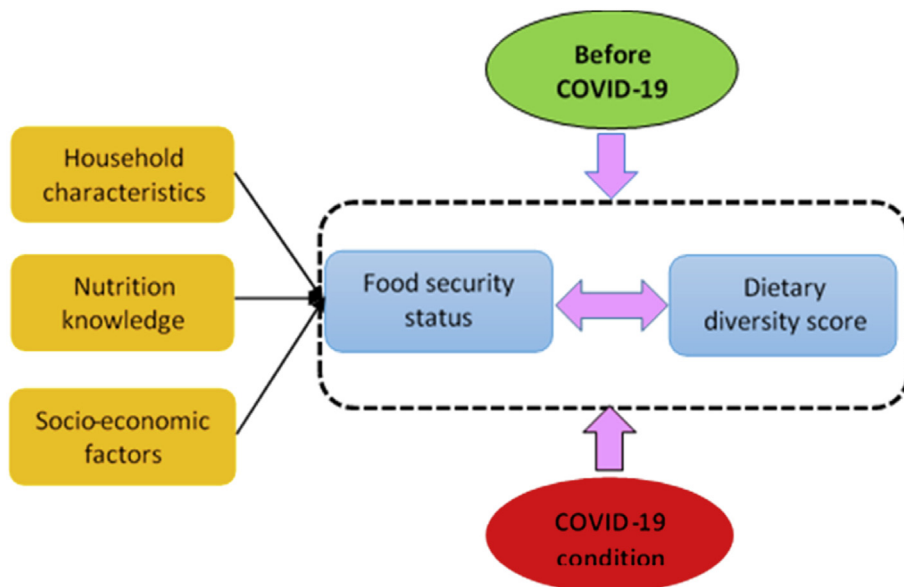 Before
COVID-19
Household
characteristics
Nutrition
knowledge
Socio-economic
factors
Food security
status
Dietary
diversity score
COVID-19
condition